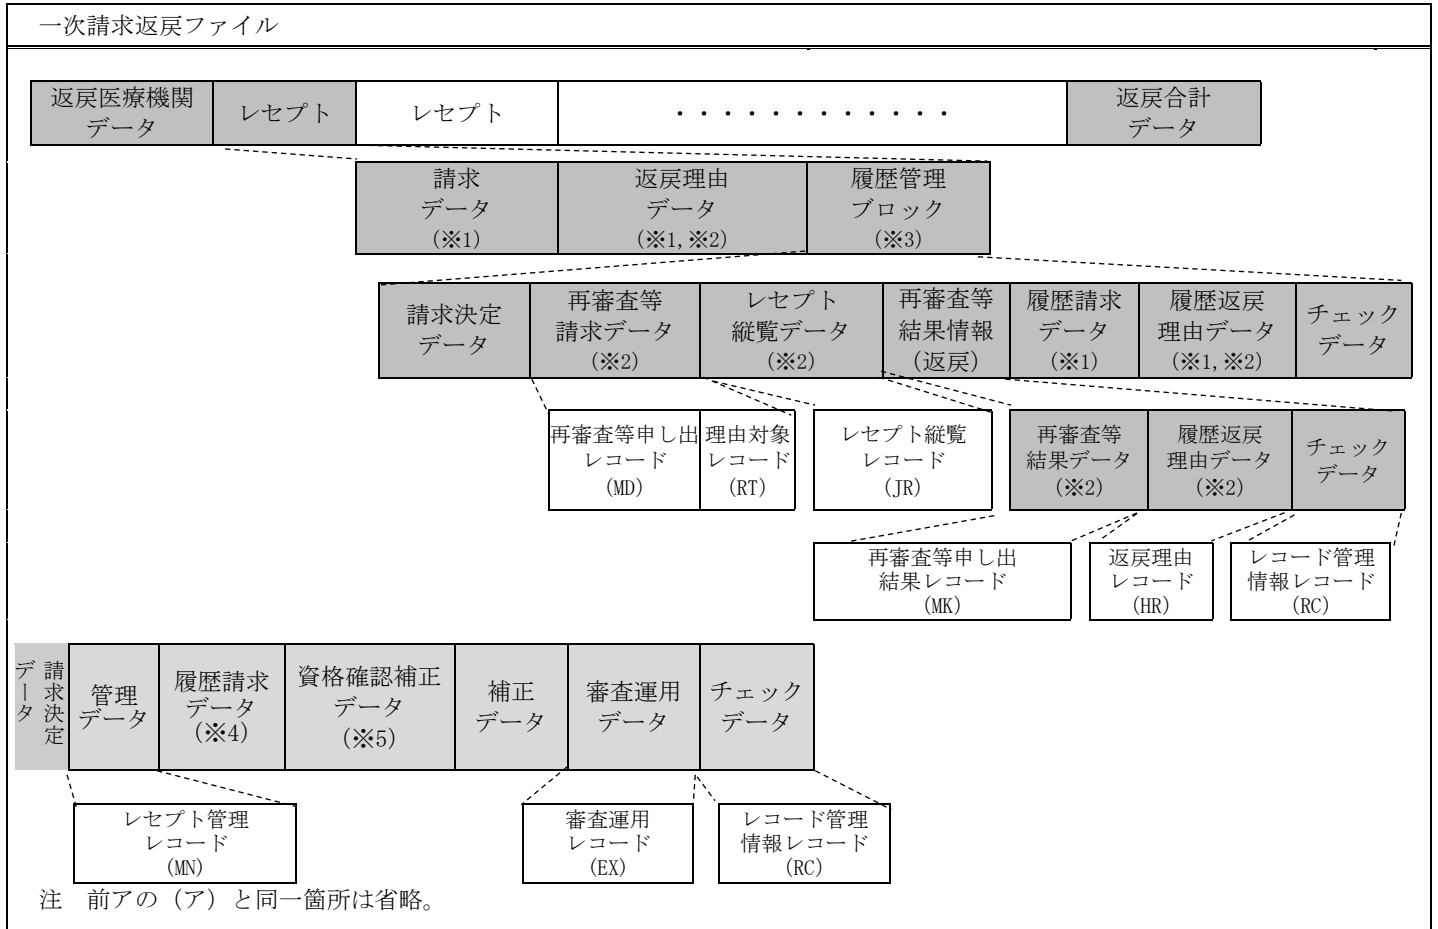 一次請求返戻ファイル
返戻医療機関
データ
レセプト
レセプト
・・・・・・・・・・・・
返戻合計
データ
請求
データ
(※1)
返戻理由
データ
(※1,※2)
履歴管理
ブロック
(※3)
請求決定
データ
再審査等
請求データ
(※2)
レセプト
縦覧データ
(※2)
再審査等
結果情報
(返戻)
履歴請求
データ
(※1)
履歴返戻
理由データ
(※1,※2)
チェック
データ
再審査等申し出
レコード
(MD)
理由対象
レコード
(RT)
レセプト縦覧
レコード
(JR)
再審査等
結果データ
(※2)
履歴返戻
理由データ
(※2)
チェック
データ
再審査等申し出
結果レコード
(MK)
返戻理由
レコード
(HR)
レコード管理
情報レコード
(RC)
請求決定
データ
管理
データ
履歴請求
データ
(※4)
資格確認補正
データ
(※5)
補正
データ
審査運用
データ
チェック
データ
レセプト管理
レコード
(MN)
審査運用
レコード
(EX)
レコード管理
情報レコード
(RC)
注　前アの（ア）と同一箇所は省略。